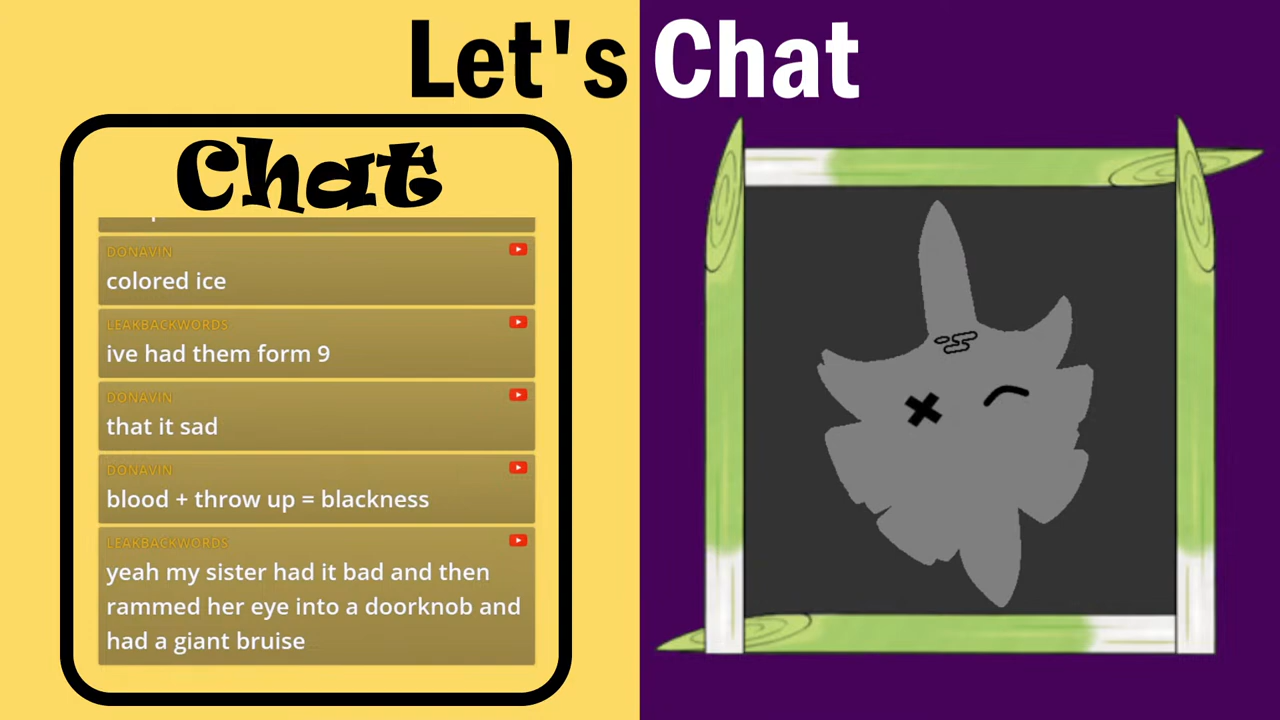 Let's Chat
Chat
DONAVIN
colored ice
LEAKBACKWORDS
ive had them form 9
DONAVIN
that it sad
DONAVIN
blood + throw up = blackness
LEAKBACKWORDS
yeah my sister had it bad and then
rammed her eye into a doorknob and
had a giant bruise